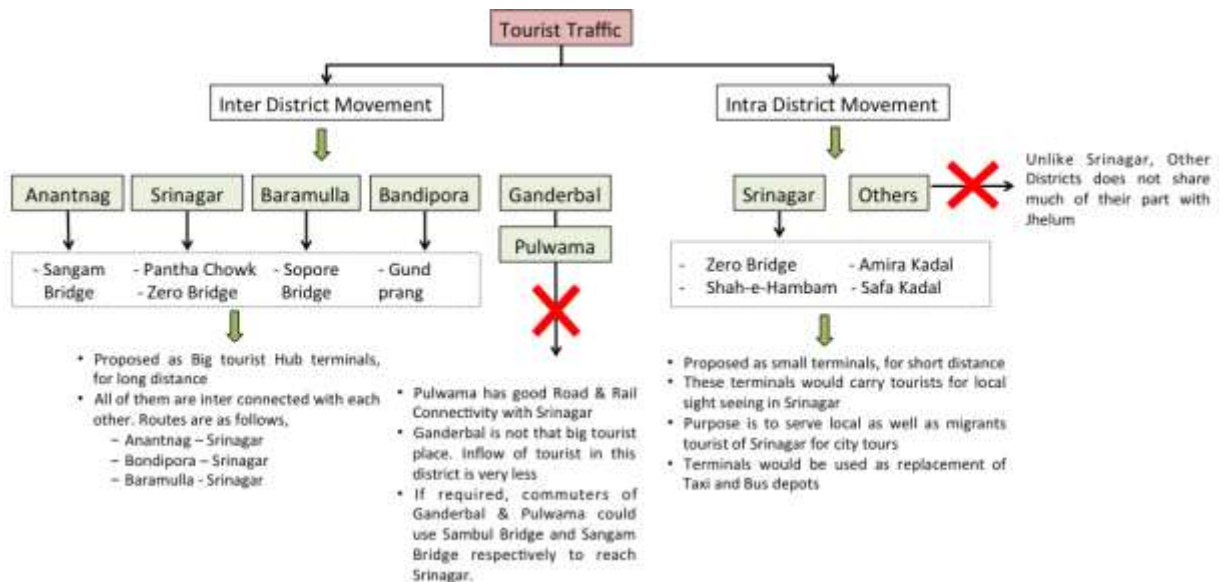 Tourist Traffic
Inter District Movement
Intra District Movement
Anantnag
Srinagar
Baramulla
Bandipora
Ganderbal
Pulwama
Srinagar
Others
Unlike Srinagar, Other
Districts does not share
much of their part with
Jhelum
- Sangam
Bridge
- Pantha Chowk
- Zero Bridge
- Sopore
Bridge
- Gund
prang
- Zero Bridge
- Shah-e-Hambam
- Amira Kadal
- Safa Kadal
• Proposed as Big tourist Hub terminals,
for long distance
• All of them are inter connected with each
other. Routes are as follows,
– Anantnag – Srinagar
– Bondipora – Srinagar
– Baramulla - Srinagar
• Pulwama has good Road & Rail
Connectivity with Srinagar
• Ganderbal is not that big tourist
place. Inflow of tourist in this
district is very less
• If required, commuters of
Ganderbal & Pulwama could
use Sambul Bridge and Sangam
Bridge respectively to reach
Srinagar.
• Proposed as small terminals, for short distance
• These terminals would carry tourists for local
sight seeing in Srinagar
• Purpose is to serve local as well as migrants
tourist of Srinagar for city tours
• Terminals would be used as replacement of
Taxi and Bus depots